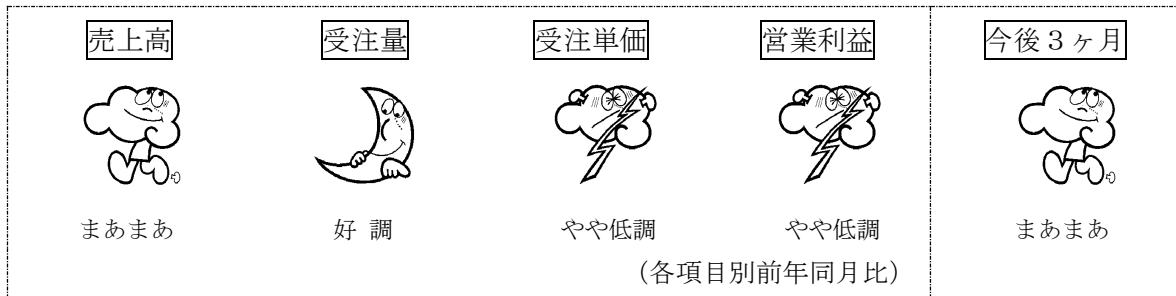 売上高 受注量 受注単価 営業利益 今後３ヶ月
まあまあ 好 調 やや低調 やや低調 まあまあ
（各項目別前年同月比）